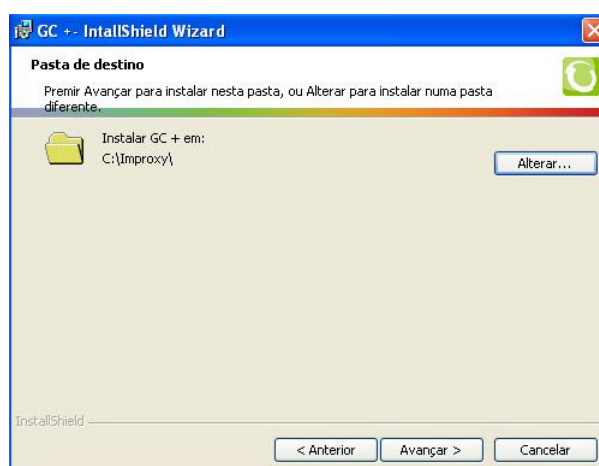 GC +- IntallShield Wizard
Pasta de destino
Premir Avançar para instalar nesta pasta, ou Alterar para instalar numa pasta
diferente.
Instalar GC + em:
C:\Improxy\
Alterar...
InstallShield
< Anterior
Avançar >
Cancelar